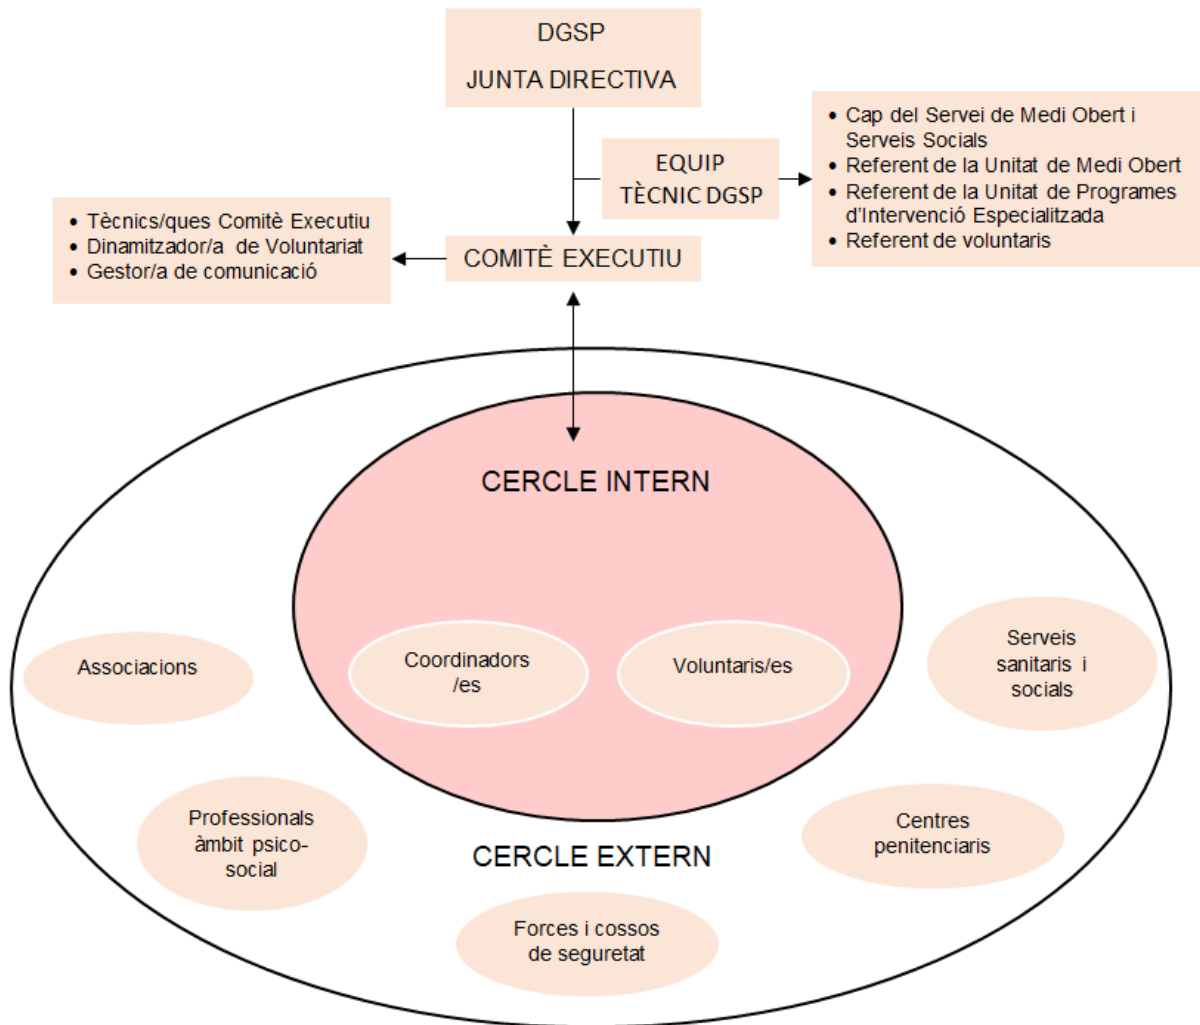 DGSP
JUNTA DIRECTIVA
EQUIP
TÈCNIC DGSP
• Cap del Servei de Medi Obert i
Serveis Socials
• Referent de la Unitat de Medi Obert
• Referent de la Unitat de Programes
d'Intervenció Especialitzada
• Referent de voluntaris
• Tècnics/ques Comitè Executiu
• Dinamitzador/a de Voluntariat
• Gestor/a de comunicació
COMITÈ EXECUTIU
CERCLE INTERN
Coordinadors
/es
Voluntaris/es
Associacions
Serveis
sanitaris i
socials
Professionals
àmbit psico-
social
CERCLE EXTERN
Centres
penitenciaris
Forces i cossos
de seguretat